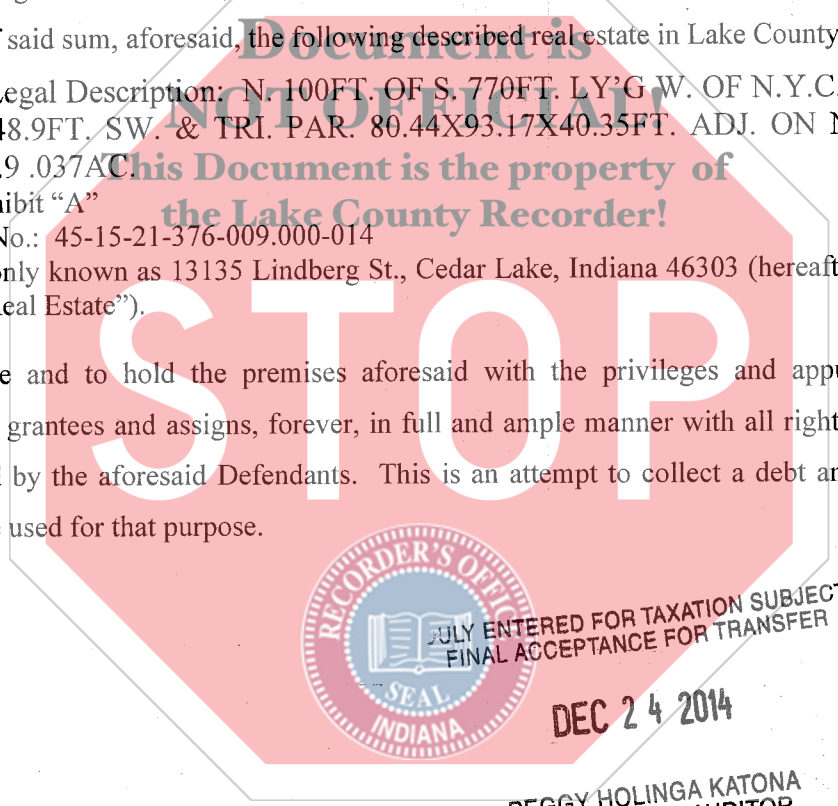 f said sum, aforesaid, the following described real estate in Lake County
Document is
egal Description: N. 100FT. OF S. 770FT. LY'G W. OF N.Y.C.
NOT OFFICIAL!
48.9FT. SW. & TRI. PAR. 80.44X93.17X40.35FT. ADJ. ON N
.9 .037AC.
This Document is the property of
ibit “A”
the Lake County Recorder!
No.: 45-15-21-376-009.000-014
only known as 13135 Lindberg St., Cedar Lake, Indiana 46303 (hereaft
eal Estate”).
STOP
e and to hold the premises aforesaid with the privileges and app
grantees and assigns, forever, in full and ample manner with all right
by the aforesaid Defendants. This is an attempt to collect a debt an
used for that purpose.
RECORDER'S OFFICE
SEAL
INDIANA
ULY ENTERED FOR TAXATION SUBJECT
FINAL ACCEPTANCE FOR TRANSFER
DEC 24 2014
PEGGY HOLINGA KATONA
AUDITOR